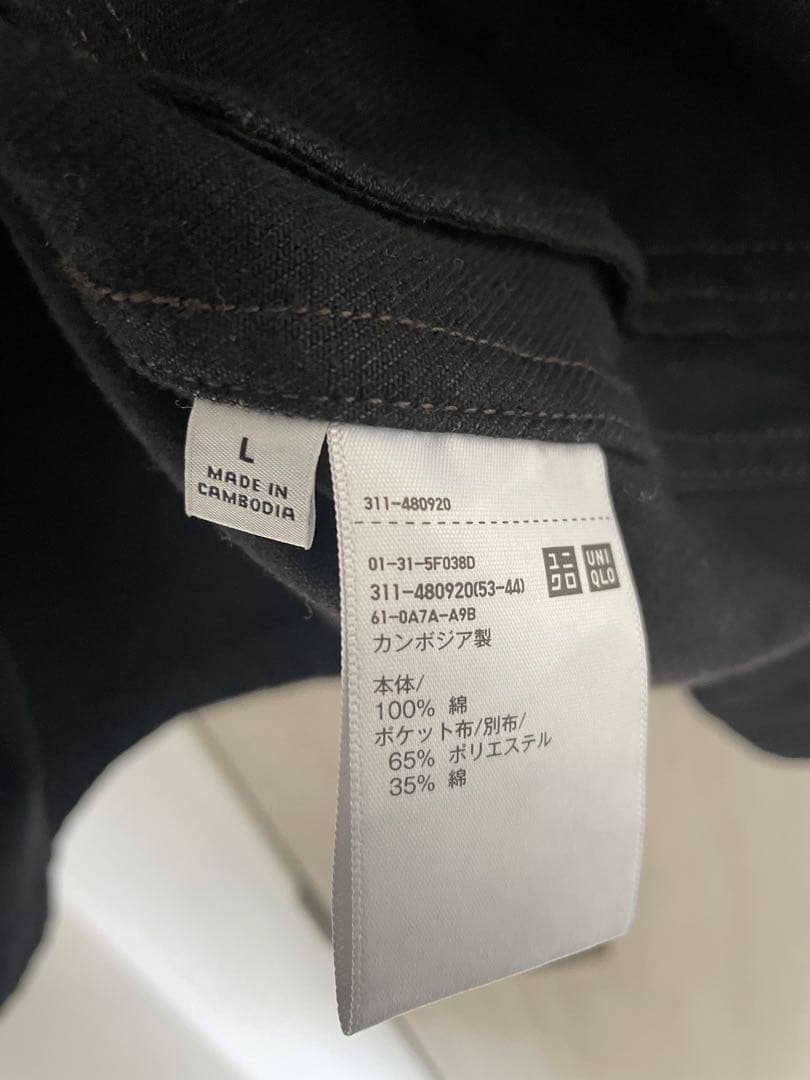 L
MADE IN
CAMBODIA
311-480920
01-31-5F038D
311-480920(53-44)
61-0A7A-A9B
カンボジア製
ユニ
クロ
UNI
QLO
本体/
100% 綿
ポケット布/別布/
65% ポリエステル
35% 綿